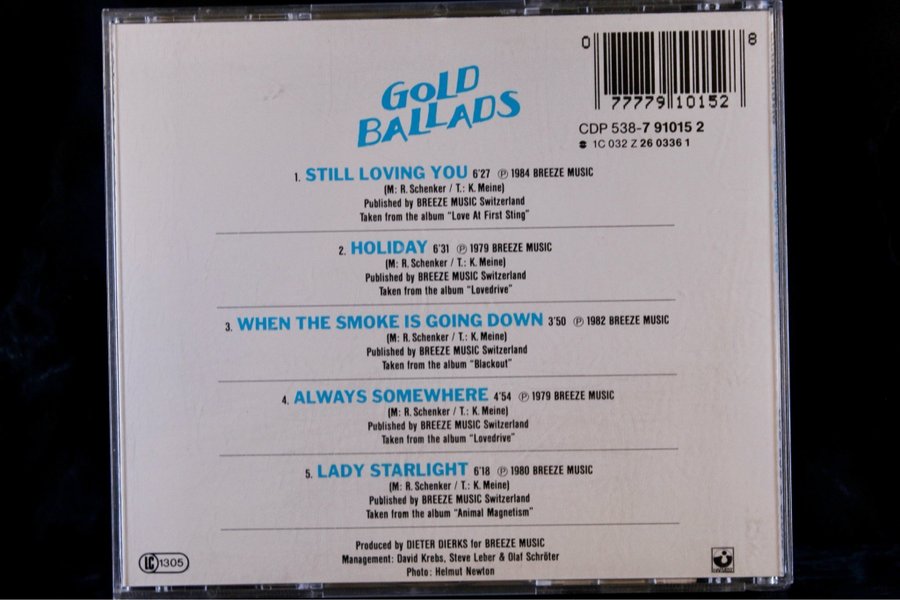 0 77779 10152 8
CDP 538-7 91015 2
1C 032 Z 26 0336 1
GOLD
BALLADS
1. STILL LOVING YOU 6'27 ℗ 1984 BREEZE MUSIC
(M: R. Schenker / T.: K. Meine)
Published by BREEZE MUSIC Switzerland
Taken from the album "Love At First Sting"
2. HOLIDAY 6'31 ℗ 1979 BREEZE MUSIC
(M: R. Schenker / T.: K. Meine)
Published by BREEZE MUSIC Switzerland
Taken from the album "Lovedrive"
3. WHEN THE SMOKE IS GOING DOWN 3'50 ℗ 1982 BREEZE MUSIC
(M: R. Schenker / T.: K. Meine)
Published by BREEZE MUSIC Switzerland
Taken from the album "Blackout"
4. ALWAYS SOMEWHERE 4'54 ℗ 1979 BREEZE MUSIC
(M: R. Schenker / T.: K. Meine)
Published by BREEZE MUSIC Switzerland
Taken from the album "Lovedrive"
5. LADY STARLIGHT 6'18 ℗ 1980 BREEZE MUSIC
(M: R. Schenker / T.: K. Meine)
Published by BREEZE MUSIC Switzerland
Taken from the album "Animal Magnetism"
Produced by DIETER DIERKS for BREEZE MUSIC
Management: David Krebs, Steve Leber & Olaf Schröter
Photo: Helmut Newton
LC 1305